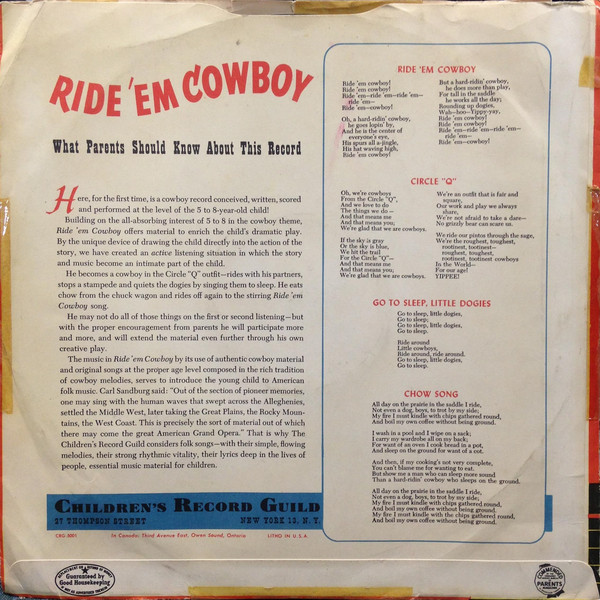 RIDE 'EM COWBOY
What Parents Should Know About This Record
Here, for the first time, is a cowboy record conceived, written, scored
and performed at the level of the 5 to 8-year-old child!
Building on the all-absorbing interest of 5 to 8 in the cowboy theme,
Ride 'em Cowboy offers material to enrich the child's dramatic play.
By the unique device of drawing the child directly into the action of the
story, we have created an active listening situation in which the story
and music become an intimate part of the child.
He becomes a cowboy in the Circle "Q" outfit—rides with his partners,
stops a stampede and quiets the dogies by singing them to sleep. He eats
chow from the chuck wagon and rides off again to the stirring Ride 'em
Cowboy song.
He may not do all of those things on the first or second listening—but
with the proper encouragement from parents he will participate more
and more, and will extend the material even further through his own
creative play.
The music in Ride 'em Cowboy by its use of authentic cowboy material
and original songs at the proper age level composed in the rich tradition
of cowboy melodies, serves to introduce the young child to American
folk music. Carl Sandburg said: "Out of the section of pioneer memories,
one may sing with the human waves that swept across the Alleghenies,
settled the Middle West, later taking the Great Plains, the Rocky Moun-
tains, the West Coast. This is precisely the sort of material out of which
there may come the great American Grand Opera." That is why The
Children's Record Guild considers folk songs—with their simple, flowing
melodies, their strong rhythmic vitality, their lyrics deep in the lives of
people, essential music material for children.
CHILDREN'S RECORD GUILD
27 THOMPSON STREET NEW YORK 13, N. Y.
CRG-5001 In Canada: Third Avenue East, Owen Sound, Ontario LITHO IN U.S.A.
Guaranteed by
Good Housekeeping
RIDE 'EM COWBOY
Ride 'em cowboy!
Ride 'em cowboy!
Ride 'em—ride 'em—ride 'em—
ride 'em—
Ride 'em—cowboy!
Oh, a hard-ridin' cowboy,
he goes lopin' by,
And he is the center of
everyone's eye,
His spurs all a-jingle,
His hat waving high,
Ride 'em cowboy!
But a hard-ridin' cowboy,
he does more than play,
For tall in the saddle
he works all the day;
Rounding up dogies,
Wah-hoo-Yippy-yay,
Ride 'em cowboy!
Ride 'em cowboy!
Ride 'em—ride 'em—ride 'em—
ride 'em—
Ride 'em—cowboy!
CIRCLE "Q"
Oh, we're cowboys
From the Circle "Q",
And we love to do
The things we do—
And that means me
And that means you,
We're glad that we are cowboys.
If the sky is gray
Or the sky is blue,
We hit the trail
For the Circle "Q"—
And that means me
And that means you;
We're glad we are cowboys.
We're an outfit that is fair and
square,
Our work and play we always
share,
We're not afraid to take a dare—
No grizzly bear can scare us.
We ride our pintos through the sage,
We're the roughest, toughest,
rootinest, tootinest—
roughest, toughest,
rootinest, tootinest cowboys
In the World—
For our age!
YIPPEE!
GO TO SLEEP, LITTLE DOGIES
Go to sleep, little dogies,
Go to sleep;
Go to sleep, little dogies,
Go to sleep.
Ride around
Little cowboys,
Ride around, ride around.
Go to sleep, little dogies,
Go to sleep.
CHOW SONG
All day on the prairie in the saddle I ride,
Not even a dog, boys, to trot by my side;
My fire I must kindle with chips gathered round,
And boil my own coffee without being ground.
I wash in a pool and I wipe on a sack;
I carry my wardrobe all on my back;
For want of an oven I cook bread in a pot,
And sleep on the ground for want of a cot.
And then, if my cooking's not very complete,
You can't blame me for wanting to eat.
But show me a man who can sleep more sound
Than a hard-ridin' cowboy who sleeps on the ground.
All day on the prairie in the saddle I ride,
Not even a dog, boys, to trot by my side;
My fire I must kindle with chips gathered round,
And boil my own coffee without being ground.
COMMENDED
PARENTS